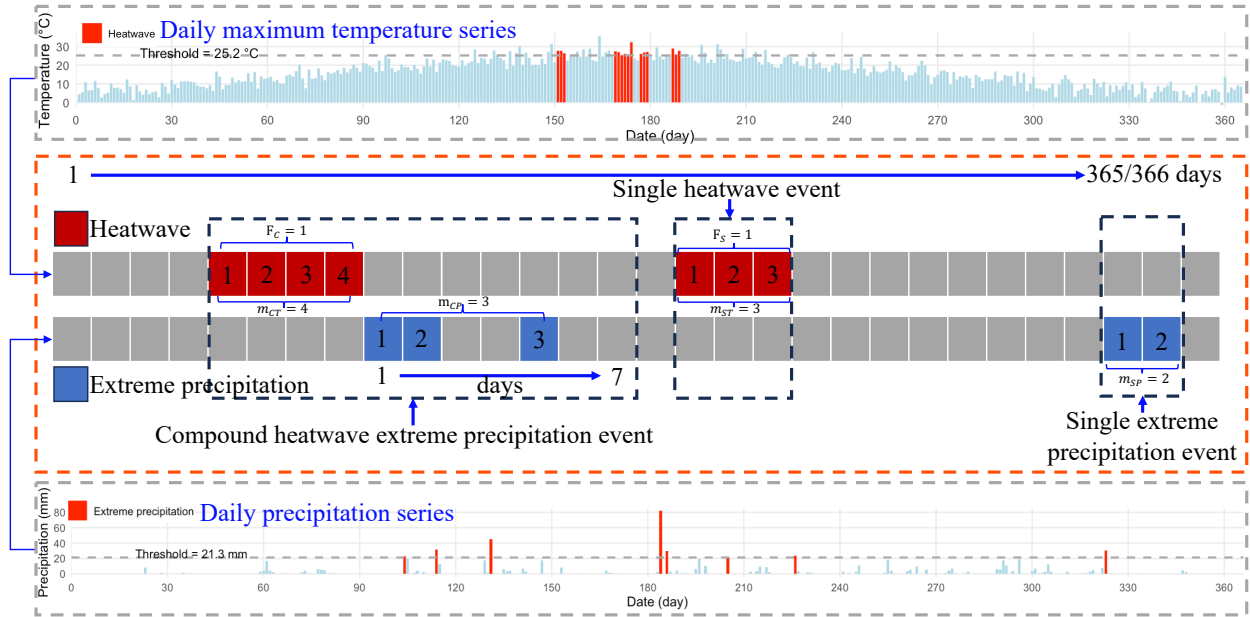 Heatwave Daily maximum temperature series
Threshold = 25.2 °C
Temperature (°C)
30
20
10
0
0 30 60 90 120 150 180 210 240 270 300 330 360
Date (day)
1 365/366 days
Single heatwave event
Heatwave
F_C = 1
F_S = 1
1 2 3 4 1 2 3
m_CT = 4
m_CP = 3
m_ST = 3
1 2 3 1 2
Extreme precipitation
1 days 7
m_SP = 2
Compound heatwave extreme precipitation event
Single extreme
precipitation event
Extreme precipitation Daily precipitation series
Threshold = 21.3 mm
Precipitation (mm)
80
60
40
20
0
0 30 60 90 120 150 180 210 240 270 300 330 360
Date (day)